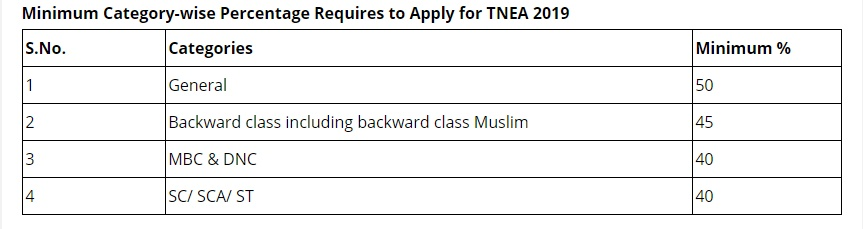 Minimum Category-wise Percentage Requires to Apply for TNEA 2019
S.No. Categories Minimum %
1 General 50
2 Backward class including backward class Muslim 45
3 MBC & DNC 40
4 SC/ SCA/ ST 40